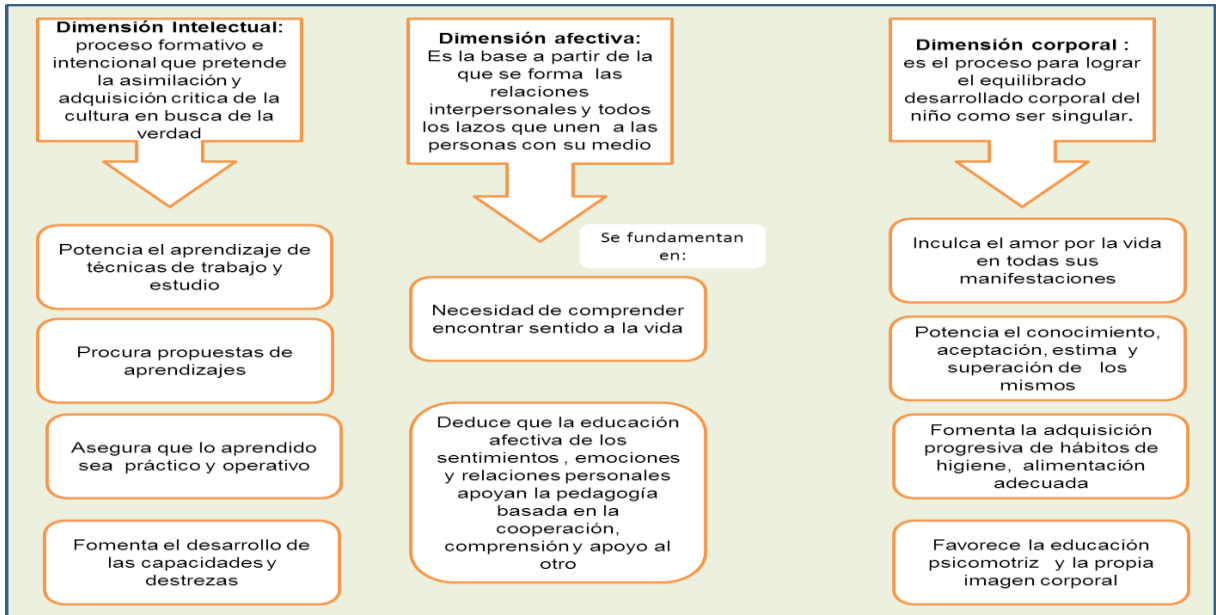 Dimensión Intelectual:
proceso formativo e
intencional que pretende
la asimilación y
adquisición critica de la
cultura en busca de la
verdad
Potencia el aprendizaje de
técnicas de trabajo y
estudio
Procura propuestas de
aprendizajes
Asegura que lo aprendido
sea práctico y operativo
Fomenta el desarrollo de
las capacidades y
destrezas
Dimensión afectiva:
Es la base a partir de la
que se forma las
relaciones
interpersonales y todos
los lazos que unen a las
personas con su medio
Se fundamentan
en:
Necesidad de comprender
encontrar sentido a la vida
Deduce que la educación
afectiva de los
sentimientos , emociones
y relaciones personales
apoyan la pedagogía
basada en la
cooperación,
comprensión y apoyo al
otro
Dimensión corporal :
es el proceso para lograr
el equilibrado
desarrollado corporal del
niño como ser singular.
Inculca el amor por la vida
en todas sus
manifestaciones
Potencia el conocimiento,
aceptación, estima y
superación de los
mismos
Fomenta la adquisición
progresiva de hábitos de
higiene, alimentación
adecuada
Favorece la educación
psicomotriz y la propia
imagen corporal